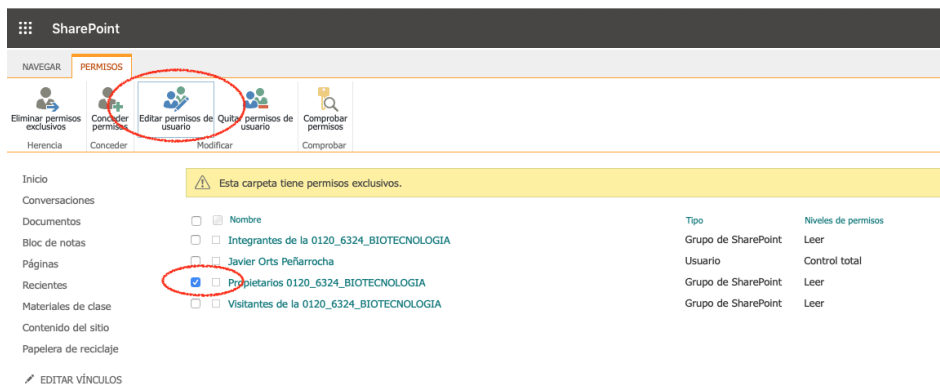 SharePoint
NAVEGAR PERMISOS
Eliminar permisos exclusivos
Conceder permisos
Editar permisos de usuario
Quitar permisos de usuario
Comprobar permisos
Herencia Conceder Modificar Comprobar
Inicio
Conversaciones
Documentos
Bloc de notas
Páginas
Recientes
Materiales de clase
Contenido del sitio
Papelera de reciclaje
EDITAR VÍNCULOS
Esta carpeta tiene permisos exclusivos.
Nombre Tipo Niveles de permisos
Integrantes de la 0120_6324_BIOTECNOLOGIA Grupo de SharePoint Leer
Javier Orts Peñarrocha Usuario Control total
Propietarios 0120_6324_BIOTECNOLOGIA Grupo de SharePoint Leer
Visitantes de la 0120_6324_BIOTECNOLOGIA Grupo de SharePoint Leer